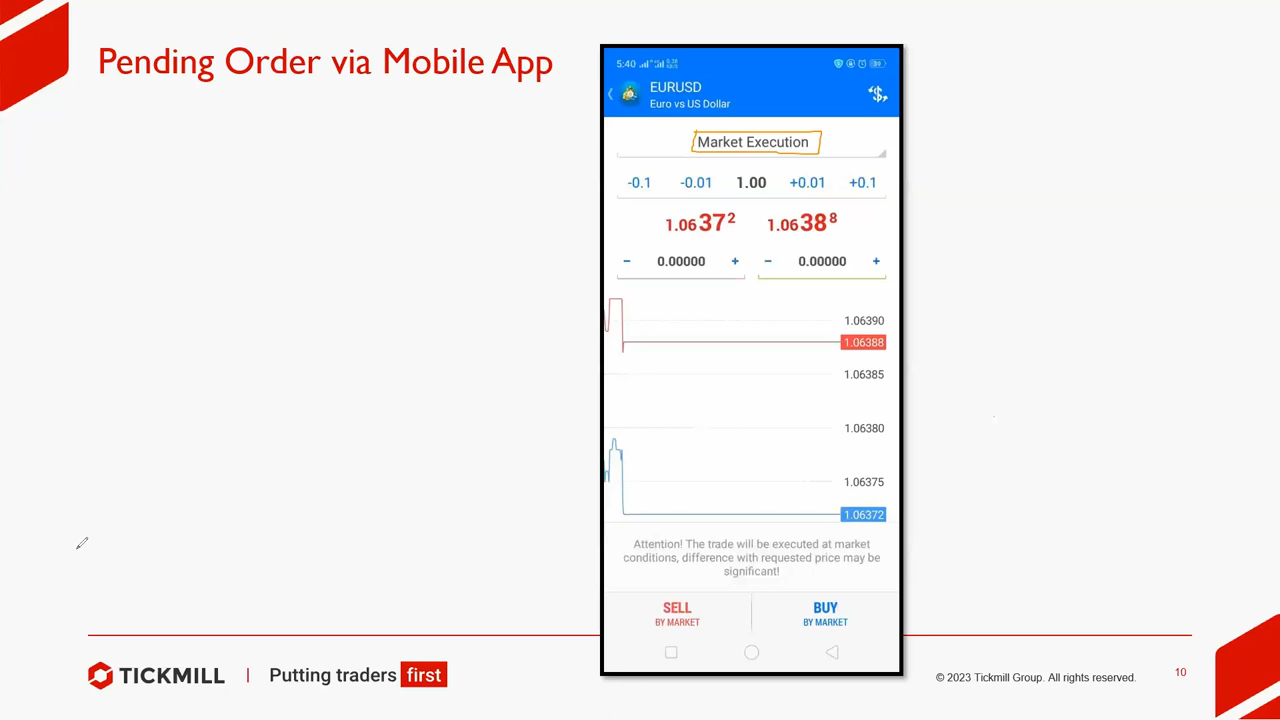 Pending Order via Mobile App
5:40
EURUSD
Euro vs US Dollar
Market Execution
-0.1 -0.01 1.00 +0.01 +0.1
1.06372 1.06388
- 0.00000 + - 0.00000 +
1.06390
1.06388
1.06385
1.06380
1.06375
1.06372
Attention! The trade will be executed at market
conditions, difference with requested price may be
significant!
SELL BUY
BY MARKET BY MARKET
TICKMILL | Putting traders first
© 2023 Tickmill Group. All rights reserved. 10